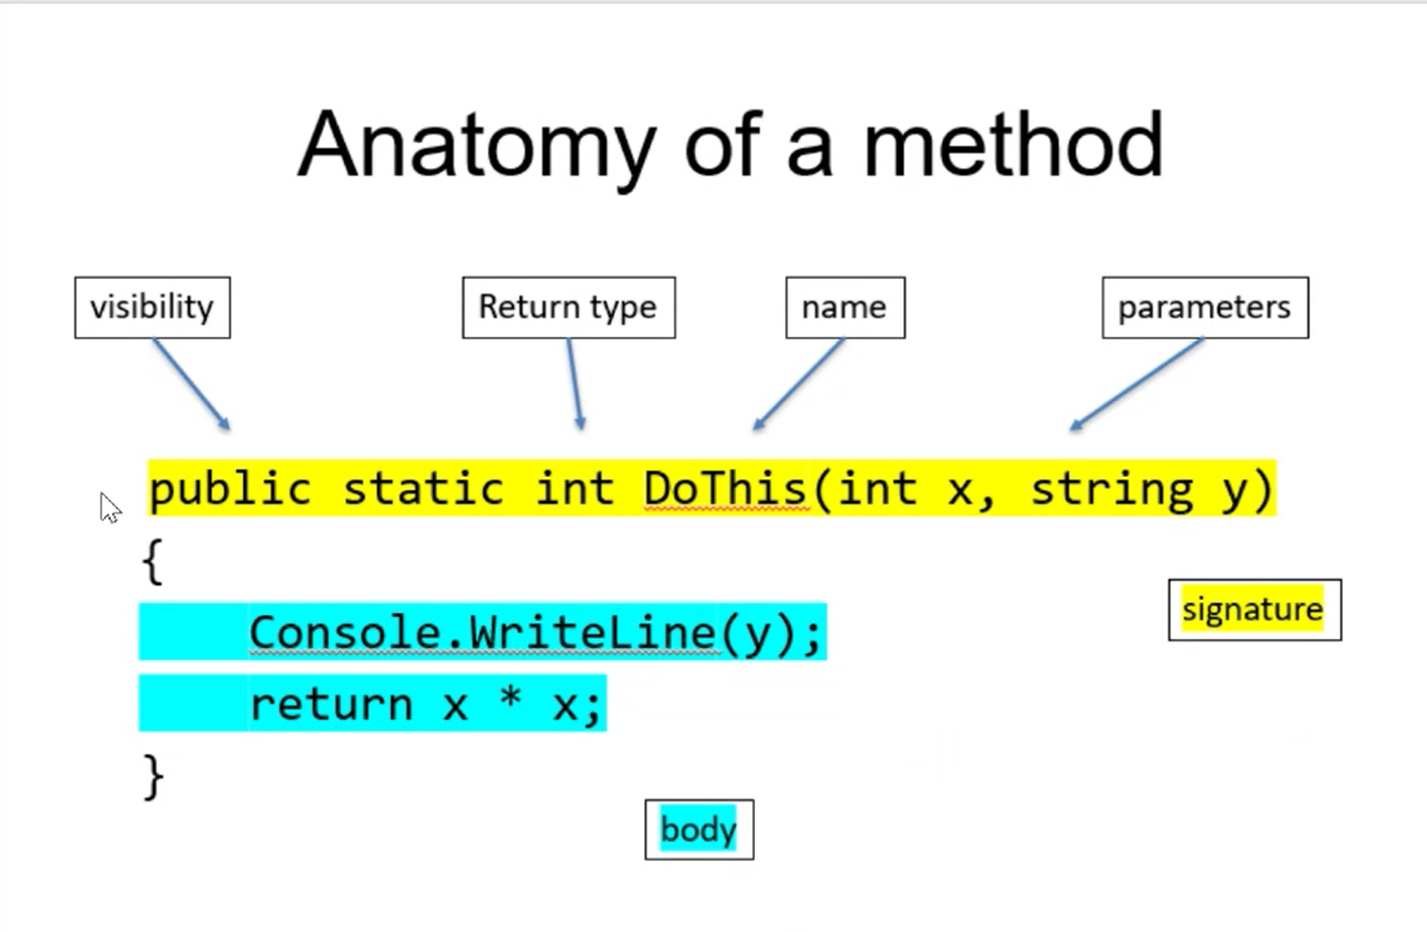 Anatomy of a method
visibility
Return type
name
parameters
public static int DoThis(int x, string y)
{
signature
Console.WriteLine(y);
return x * x;
}
body